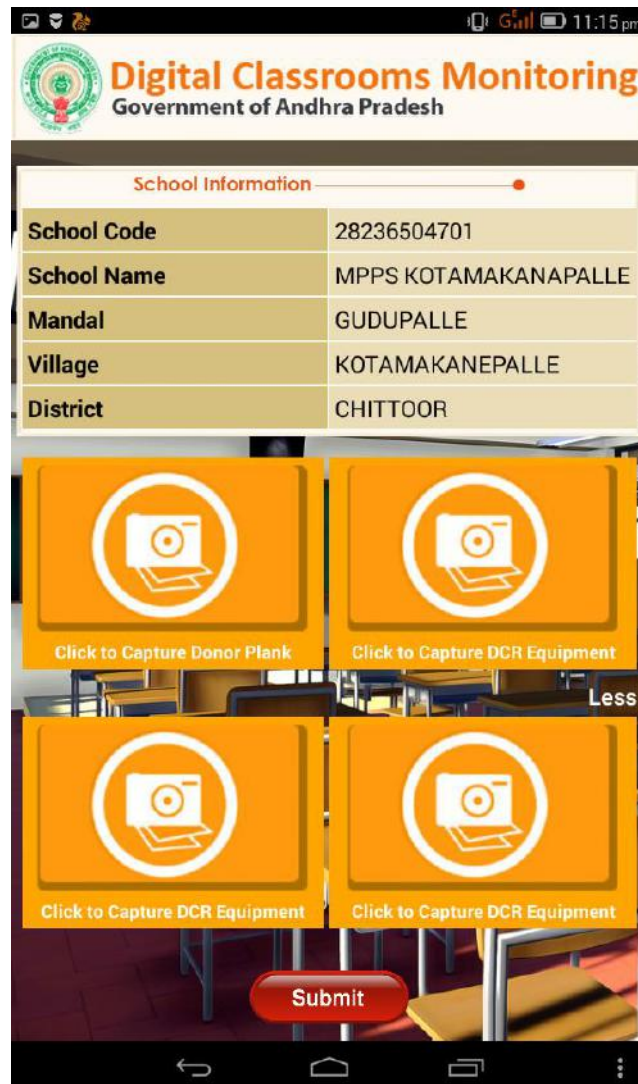 G 11:15 pm
Digital Classrooms Monitoring
Government of Andhra Pradesh
School Information
School Code 28236504701
School Name MPPS KOTAMAKANAPALLE
Mandal GUDUPALLE
Village KOTAMAKANEPALLE
District CHITTOOR
Click to Capture Donor Plank Click to Capture DCR Equipment
Less
Click to Capture DCR Equipment Click to Capture DCR Equipment
Submit